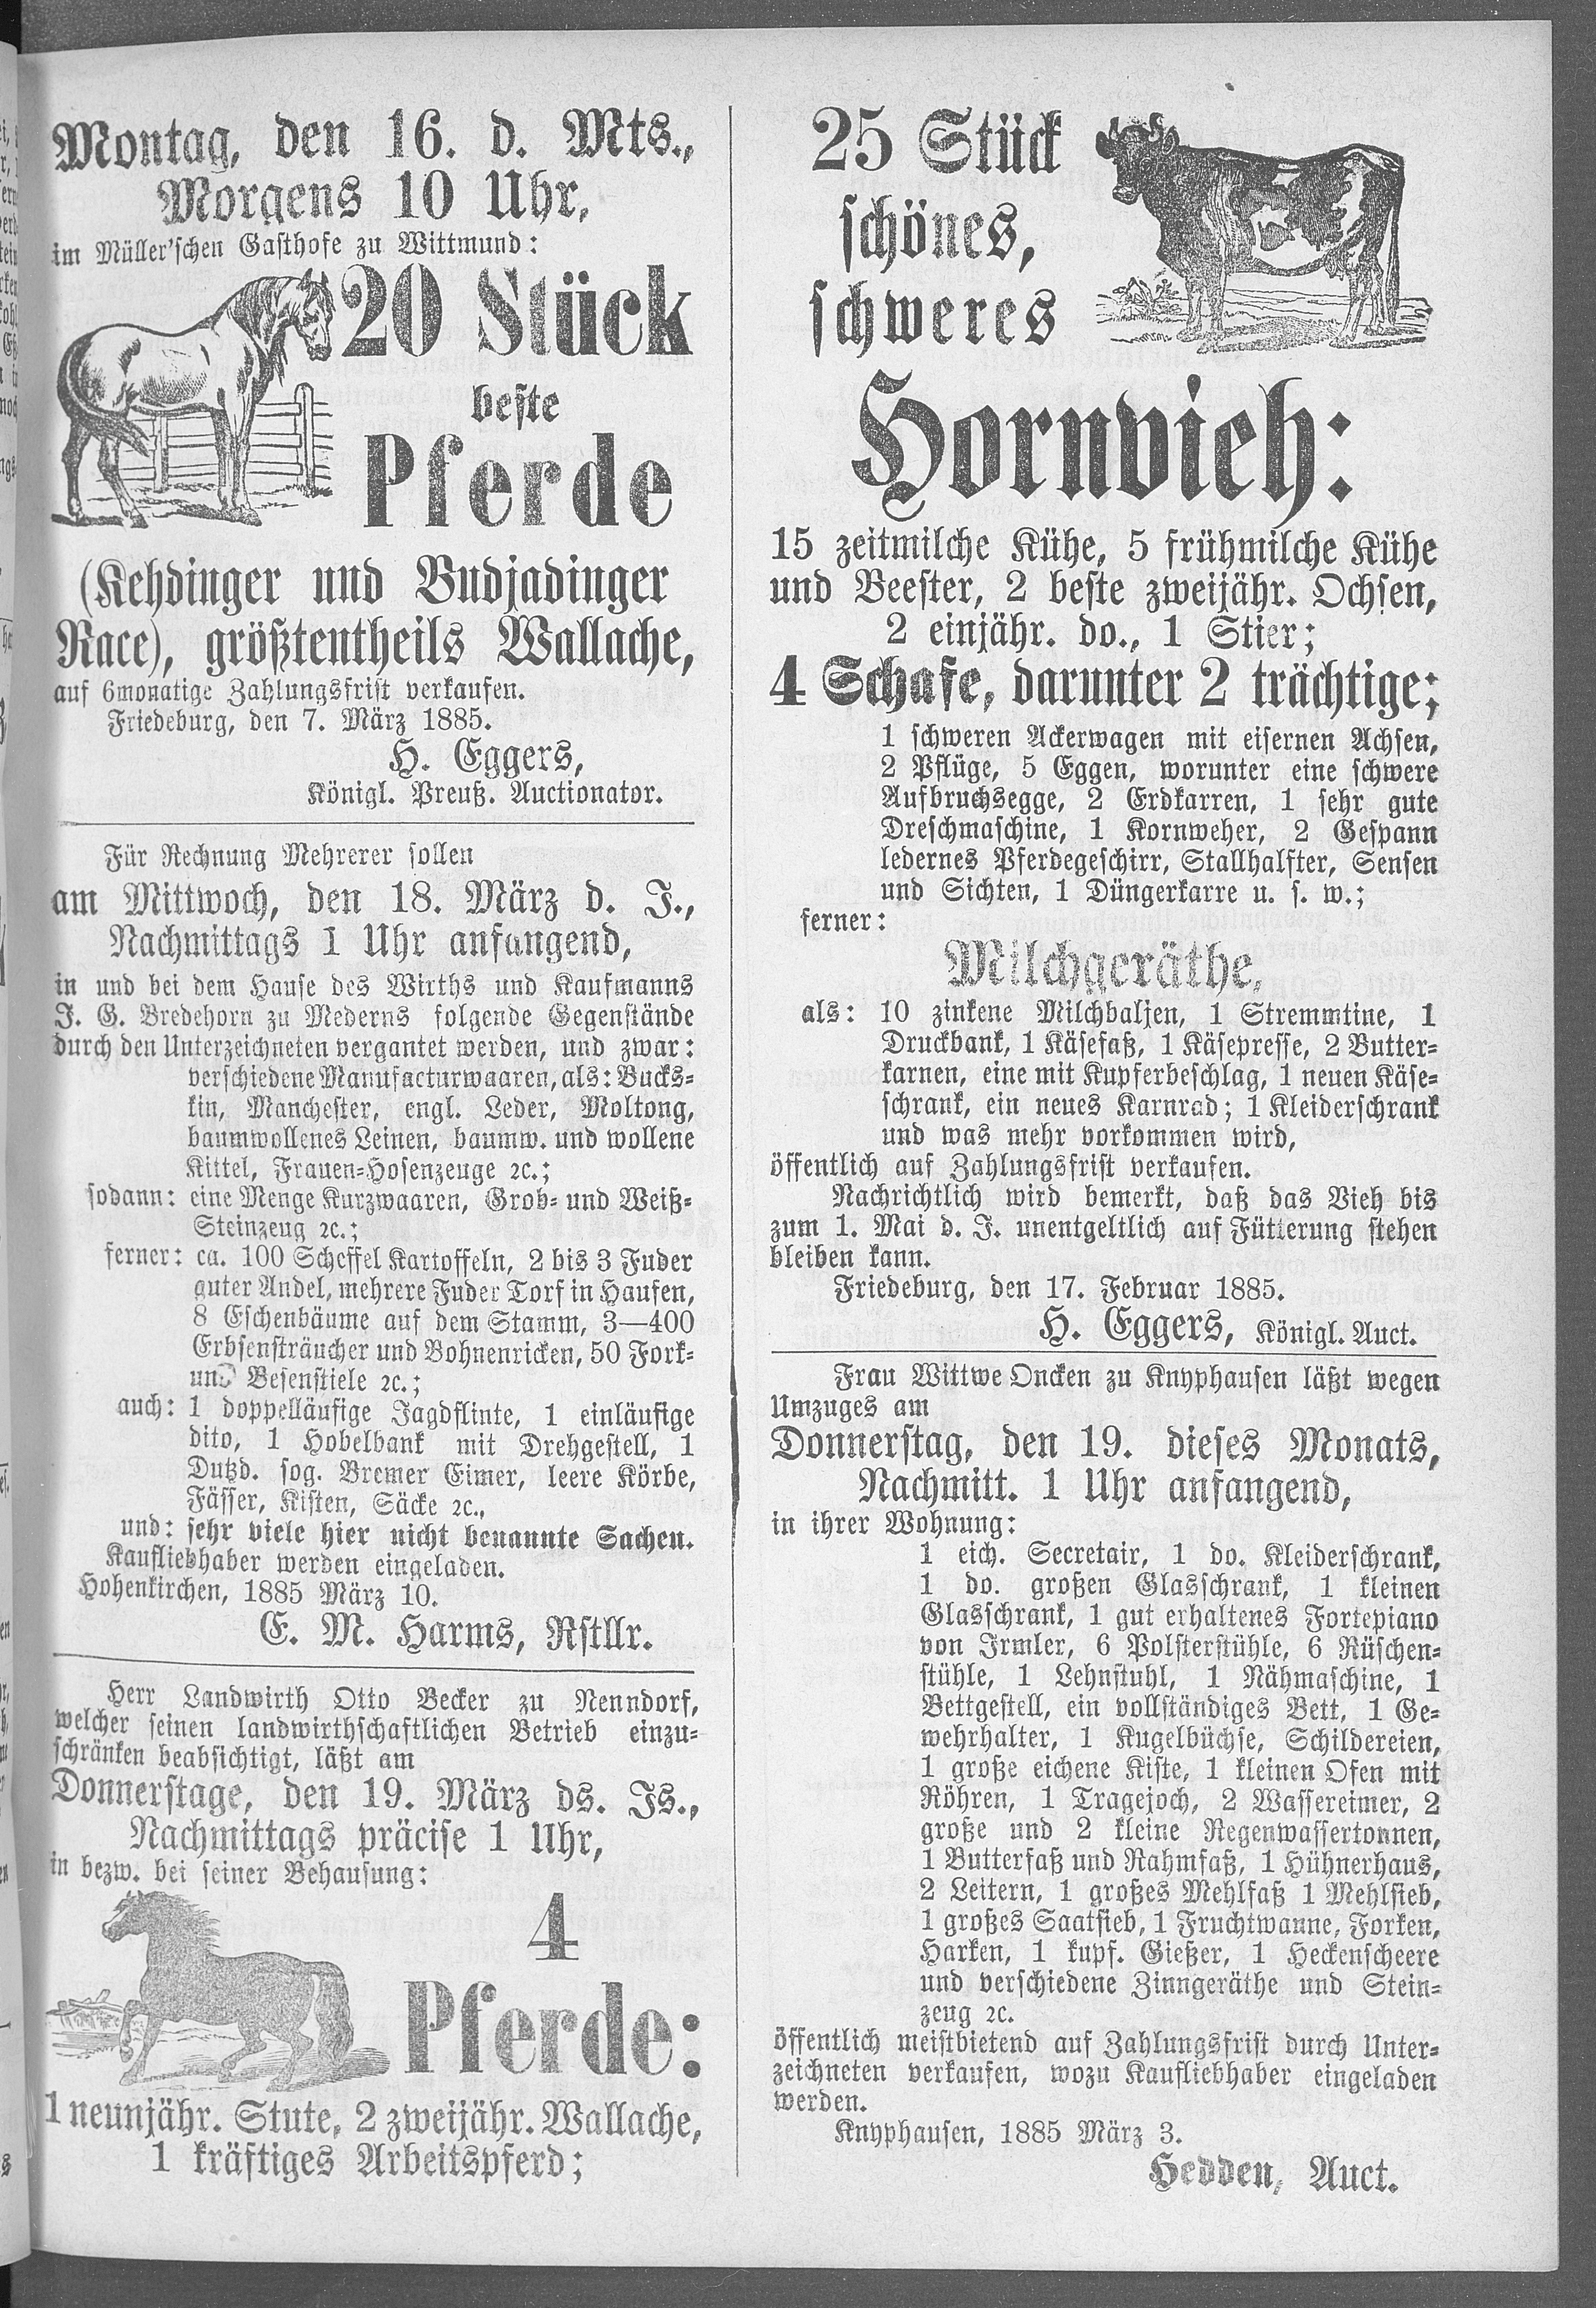 Montag, den 16. d. Mts.,
Morgens 10 Uhr,
im Müller'schen Gasthofe zu Wittmund:
20 Stück
beste
Pferde
(Kehdinger und Budjadinger
Race), größtentheils Wallache,
auf 6monatige Zahlungsfrist verkaufen.
Friedeburg, den 7. März 1885.
H. Eggers,
Königl. Preuß. Auctionator.
Für Rechnung Mehrerer sollen
am Mittwoch, den 18. März d. J.,
Nachmittags 1 Uhr anfangend,
in und bei dem Hause des Wirths und Kaufmanns
J. G. Bredehorn zu Mederns folgende Gegenstände
durch den Unterzeichneten vergantet werden, und zwar:
verschiedene Manufacturwaaren, als: Bucks-
kin, Manchester, engl. Leder, Moltong,
baumwollenes Leinen, baumw. und wollene
Kittel, Frauen-Hosenzeuge ꝛc.;
sodann: eine Menge Kurzwaaren, Grob- und Weiß-
Steinzeug ꝛc.;
ferner: ca. 100 Scheffel Kartoffeln, 2 bis 3 Fuder
guter Andel, mehrere Fuder Torf in Haufen,
8 Eschenbäume auf dem Stamm, 3—400
Erbsensträucher und Bohnenricken, 50 Fork-
und Besenstiele ꝛc.;
auch: 1 doppelläufige Jagdflinte, 1 einläufige
dito, 1 Hobelbank mit Drehgestell, 1
Dutzd. sog. Bremer Eimer, leere Körbe,
Fässer, Kisten, Säcke ꝛc.,
und: sehr viele hier nicht benannte Sachen.
Kaufliebhaber werden eingeladen.
Hohenkirchen, 1885 März 10.
E. M. Harms, Rstllr.
Herr Landwirth Otto Becker zu Nenndorf,
welcher seinen landwirthschaftlichen Betrieb einzu-
schränken beabsichtigt, läßt am
Donnerstage, den 19. März ds. Js.,
Nachmittags präcise 1 Uhr,
in bezw. bei seiner Behausung:
4
Pferde:
1 neunjähr. Stute, 2 zweijähr. Wallache,
1 kräftiges Arbeitspferd;
25 Stück
schönes,
schweres
Hornvieh:
15 zeitmilche Kühe, 5 frühmilche Kühe
und Beester, 2 beste zweijähr. Ochsen,
2 einjähr. do., 1 Stier;
4 Schafe, darunter 2 trächtige;
1 schweren Ackerwagen mit eisernen Achsen,
2 Pflüge, 5 Eggen, worunter eine schwere
Aufbruchsegge, 2 Erdkarren, 1 sehr gute
Dreschmaschine, 1 Kornweher, 2 Gespann
ledernes Pferdegeschirr, Stallhalfter, Sensen
und Sichten, 1 Düngerkarre u. s. w.;
ferner:
Milchgeräthe,
als: 10 zinkene Milchbaljen, 1 Stremmtine, 1
Druckbank, 1 Käsefaß, 1 Käsepresse, 2 Butter-
karnen, eine mit Kupferbeschlag, 1 neuen Käse-
schrank, ein neues Karnrad; 1 Kleiderschrank
und was mehr vorkommen wird,
öffentlich auf Zahlungsfrist verkaufen.
Nachrichtlich wird bemerkt, daß das Vieh bis
zum 1. Mai d. J. unentgeltlich auf Fütterung stehen
bleiben kann.
Friedeburg, den 17. Februar 1885.
H. Eggers, Königl. Auct.
Frau Wittwe Oncken zu Knyphausen läßt wegen
Umzuges am
Donnerstag, den 19. dieses Monats,
Nachmitt. 1 Uhr anfangend,
in ihrer Wohnung:
1 eich. Secretair, 1 do. Kleiderschrank,
1 do. großen Glasschrank, 1 kleinen
Glasschrank, 1 gut erhaltenes Fortepiano
von Irmler, 6 Polsterstühle, 6 Rüschen-
stühle, 1 Lehnstuhl, 1 Nähmaschine, 1
Bettgestell, ein vollständiges Bett, 1 Ge-
wehrhalter, 1 Kugelbüchse, Schildereien,
1 große eichene Kiste, 1 kleinen Ofen mit
Röhren, 1 Tragejoch, 2 Wassereimer, 2
große und 2 kleine Regenwassertonnen,
1 Butterfaß und Rahmfaß, 1 Hühnerhaus,
2 Leitern, 1 großes Mehlfaß 1 Mehlsieb,
1 großes Saatsieb, 1 Fruchtwanne, Forken,
Harken, 1 kupf. Gießer, 1 Heckenscheere
und verschiedene Zinngeräthe und Stein-
zeug ꝛc.
öffentlich meistbietend auf Zahlungsfrist durch Unter-
zeichneten verkaufen, wozu Kaufliebhaber eingeladen
werden.
Knyphausen, 1885 März 3.
Hedden, Auct.